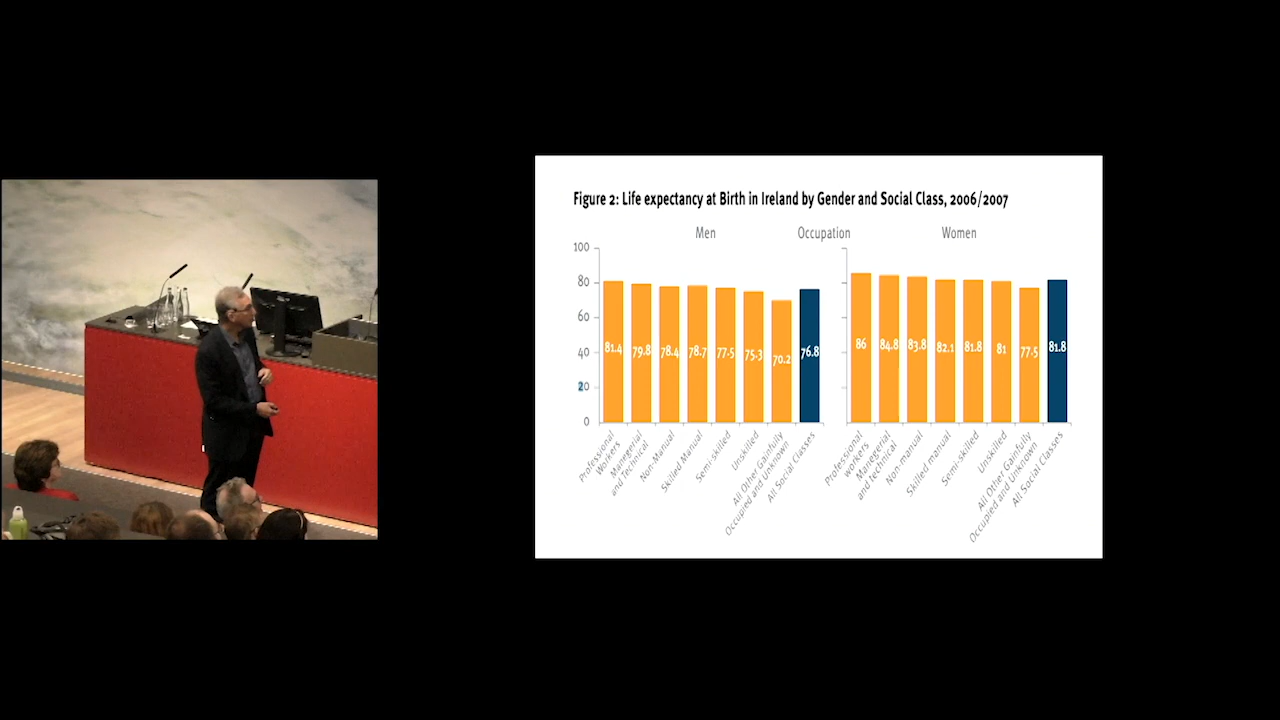 Figure 2: Life expectancy at Birth in Ireland by Gender and Social Class, 2006/2007
Men
Occupation
Women
100
80
60
40
20
0
81.4
79.8
78.4
78.7
77.5
75.3
70.2
76.8
86
84.8
83.8
82.1
81.8
81
77.5
81.8
Professional
Workers
Managerial
and Technical
Non-Manual
Skilled Manual
Semi-skilled
Unskilled
All Other Gainfully
Occupied and Unknown
All Social Classes
Professional
workers
Managerial
and technical
Non-manual
Skilled manual
Semi-skilled
Unskilled
All Other Gainfully
Occupied and Unknown
All Social Classes